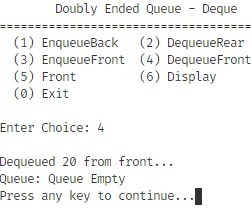 Doubly Ended Queue - Deque
====================================
(1) EnqueueBack (2) DequeueRear
(3) EnqueueFront (4) DequeueFront
(5) Front (6) Display
(0) Exit
Enter Choice: 4
Dequeued 20 from front...
Queue: Queue Empty
Press any key to continue...